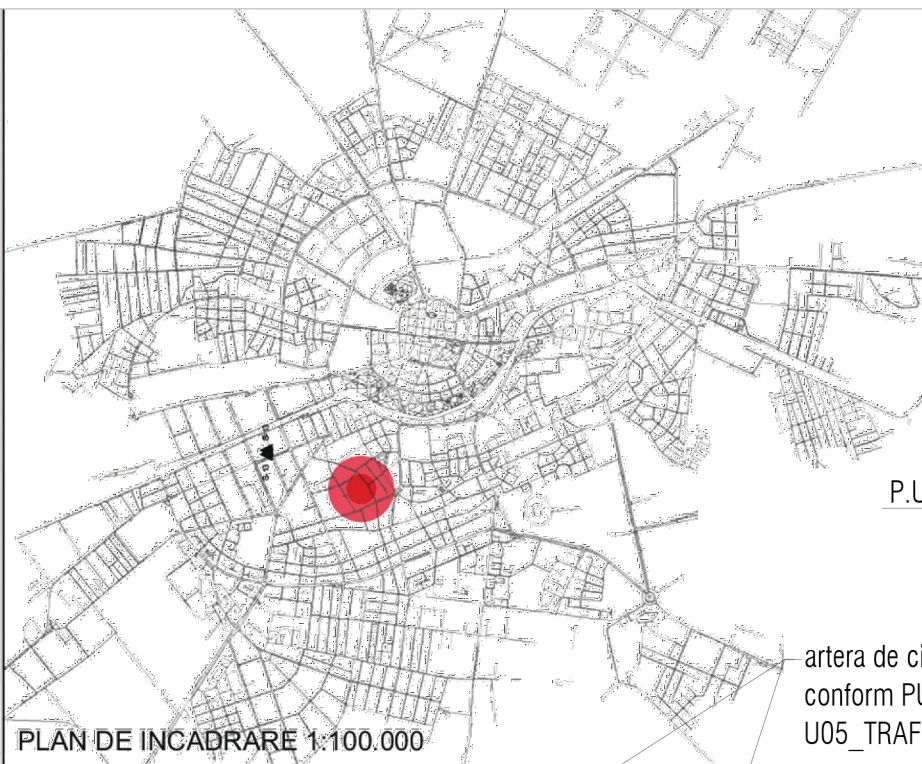 P.U
artera de ci
conform PU
U05_TRAF
PLAN DE INCADRARE 1:100.000